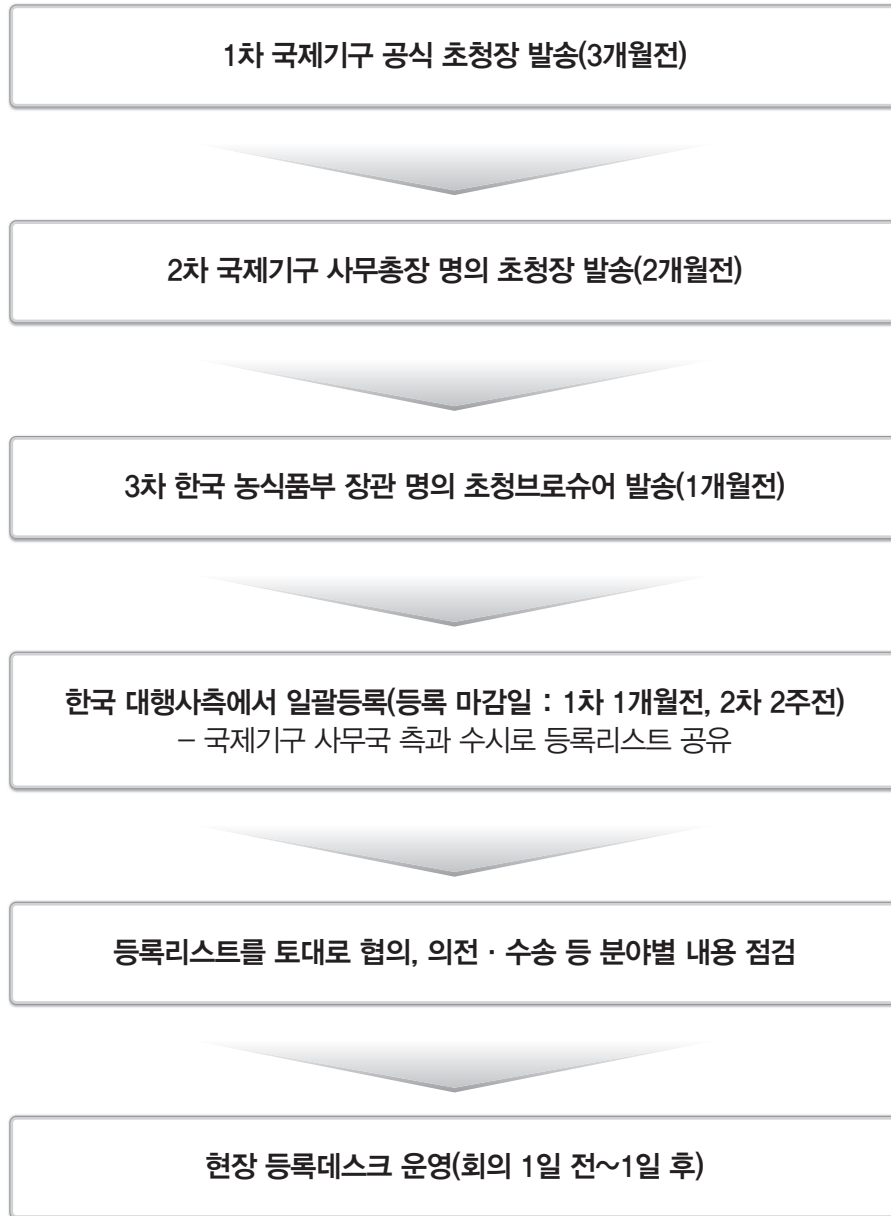 1차 국제기구 공식 초청장 발송(3개월전)
2차 국제기구 사무총장 명의 초청장 발송(2개월전)
3차 한국 농식품부 장관 명의 초청브로슈어 발송(1개월전)
한국 대행사측에서 일괄등록(등록 마감일 : 1차 1개월전, 2차 2주전)
– 국제기구 사무국 측과 수시로 등록리스트 공유
등록리스트를 토대로 협의, 의전 · 수송 등 분야별 내용 점검
현장 등록데스크 운영(회의 1일 전~1일 후)